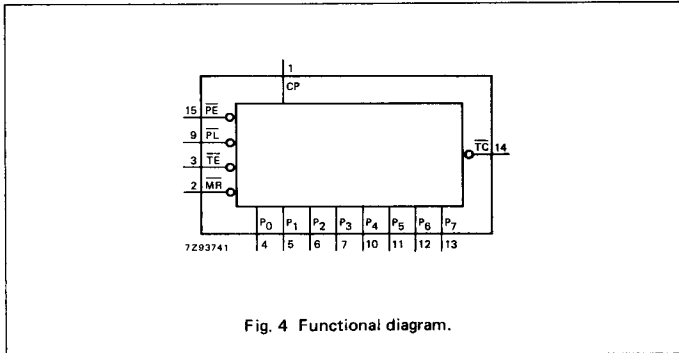 1
CP
15 PE
9 PL
3 TE
2 MR
TC 14
P0 P1 P2 P3 P4 P5 P6 P7
7Z93741
4 5 6 7 10 11 12 13
Fig. 4 Functional diagram.